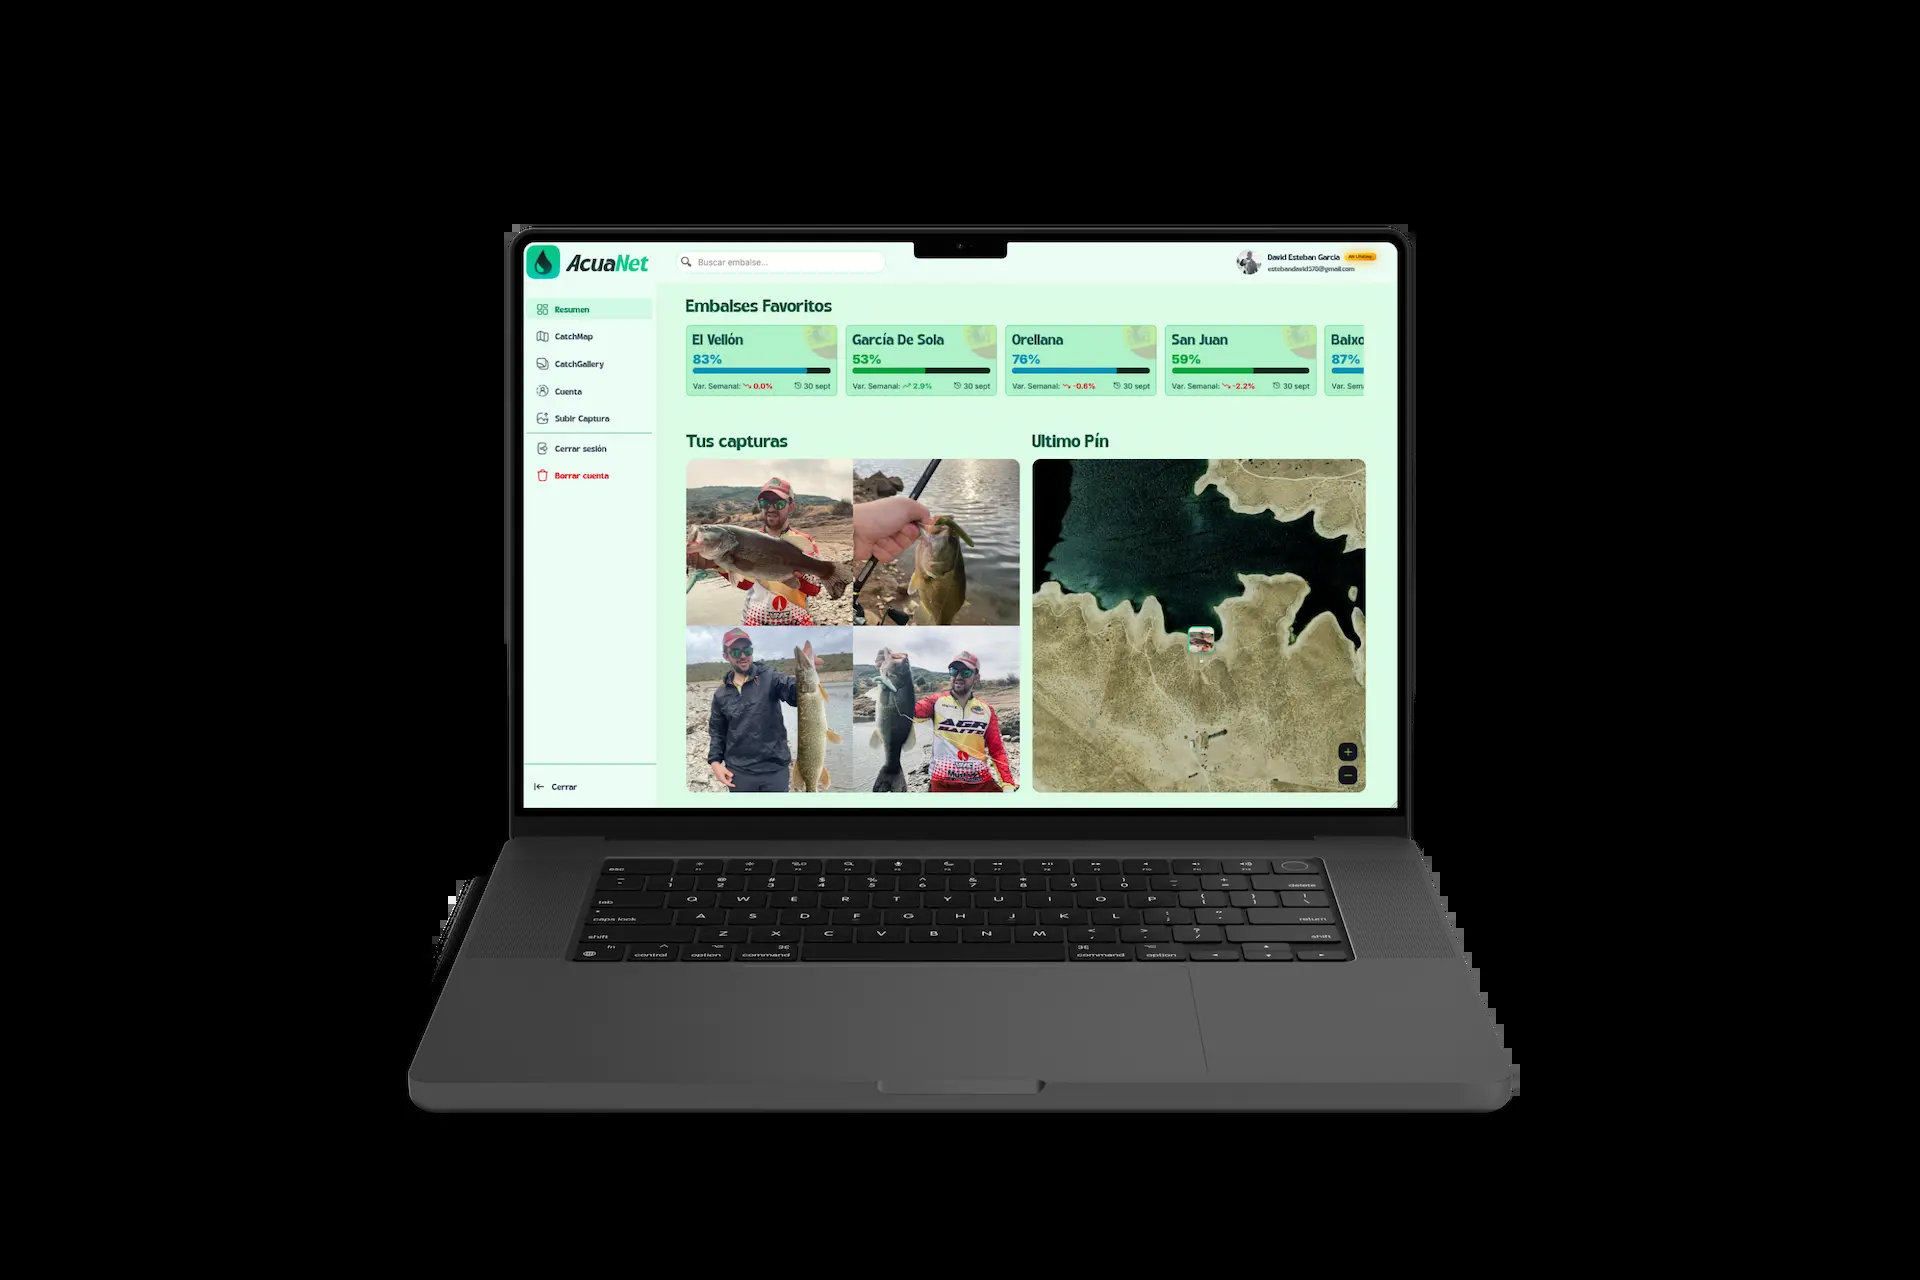 AcuaNet
Buscar embalse...
David Esteban Garcia
estebandavid378@gmail.com
Resumen
CatchMap
CatchGallery
Cuenta
Subir Captura
Cerrar sesión
Borrar cuenta
Cerrar
Embalses Favoritos
El Vellón
83%
Var. Semanal: 0.0% 30 sept
García De Sola
53%
Var. Semanal: 2.9% 30 sept
Orellana
76%
Var. Semanal: -0.6% 30 sept
San Juan
59%
Var. Semanal: -2.2% 30 sept
Baixo
87%
Var. Sem
Tus capturas
Ultimo Pín
AGR
BAITS
+
−
esc
1 2 3 4 5 6 7 8 9 0 - = delete
tab Q W E R T Y U I O P { [ } ] | \
caps lock A S D F G H J K L : ; " ' return
shift Z X C V B N M < , > . ? / shift
fn control option command command option